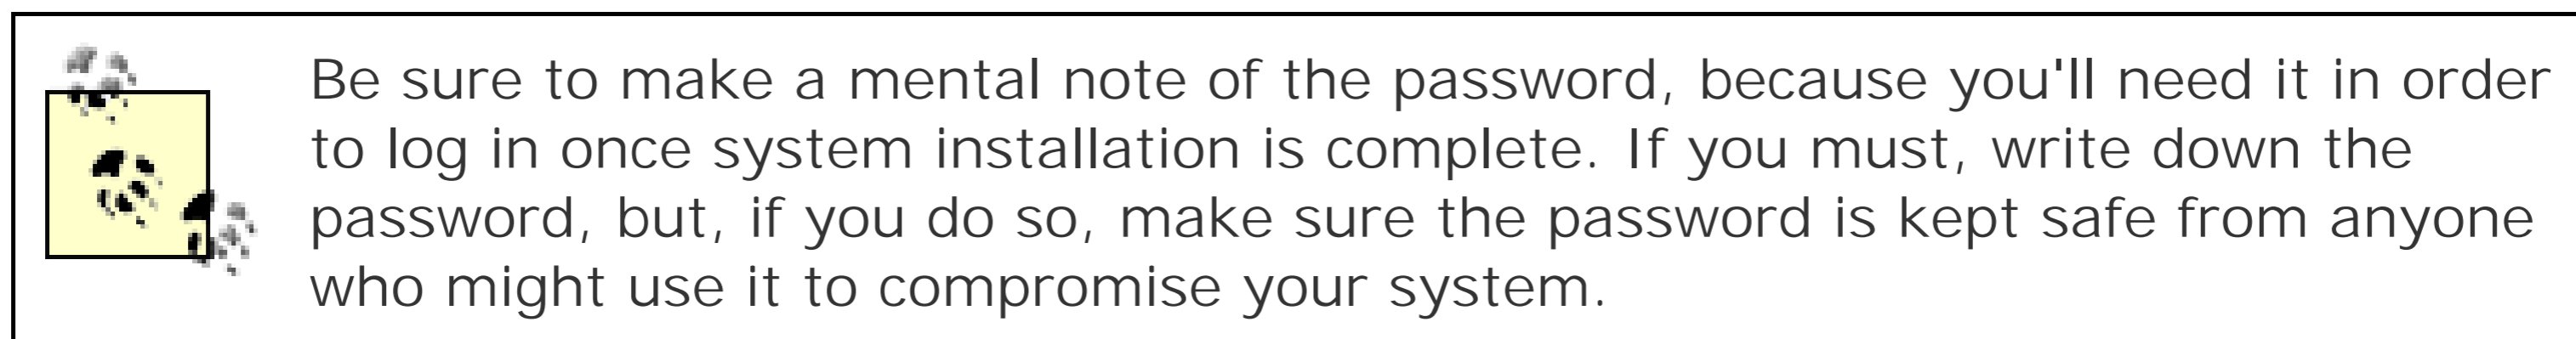 Be sure to make a mental note of the password, because you'll need it in order
to log in once system installation is complete. If you must, write down the
password, but, if you do so, make sure the password is kept safe from anyone
who might use it to compromise your system.